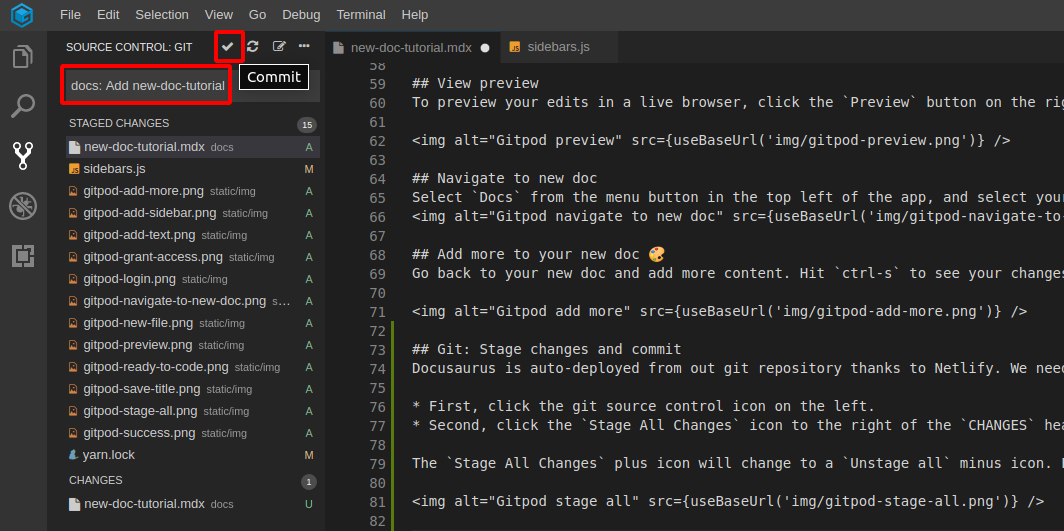 File Edit Selection View Go Debug Terminal Help
SOURCE CONTROL: GIT
new-doc-tutorial.mdx
sidebars.js
docs: Add new-doc-tutorial
Commit
STAGED CHANGES 15
new-doc-tutorial.mdx docs A
sidebars.js M
gitpod-add-more.png static/img A
gitpod-add-sidebar.png static/img A
gitpod-add-text.png static/img A
gitpod-grant-access.png static/img A
gitpod-login.png static/img A
gitpod-navigate-to-new-doc.png s... A
gitpod-new-file.png static/img A
gitpod-preview.png static/img A
gitpod-ready-to-code.png static/img A
gitpod-save-title.png static/img A
gitpod-stage-all.png static/img A
gitpod-success.png static/img A
yarn.lock M
CHANGES 1
new-doc-tutorial.mdx docs U
58
59 ## View preview
60 To preview your edits in a live browser, click the `Preview` button on the rig
61
62 <img alt="Gitpod preview" src={useBaseUrl('img/gitpod-preview.png')} />
63
64 ## Navigate to new doc
65 Select `Docs` from the menu button in the top left of the app, and select your
66 <img alt="Gitpod navigate to new doc" src={useBaseUrl('img/gitpod-navigate-to-
67
68 ## Add more to your new doc 🎨
69 Go back to your new doc and add more content. Hit `ctrl-s` to see your changes
70
71 <img alt="Gitpod add more" src={useBaseUrl('img/gitpod-add-more.png')} />
72
73 ## Git: Stage changes and commit
74 Docusaurus is auto-deployed from out git repository thanks to Netlify. We need
75
76 * First, click the git source control icon on the left.
77 * Second, click the `Stage All Changes` icon to the right of the `CHANGES` hea
78
79 The `Stage All Changes` plus icon will change to a `Unstage all` minus icon.
80
81 <img alt="Gitpod stage all" src={useBaseUrl('img/gitpod-stage-all.png')} />
82